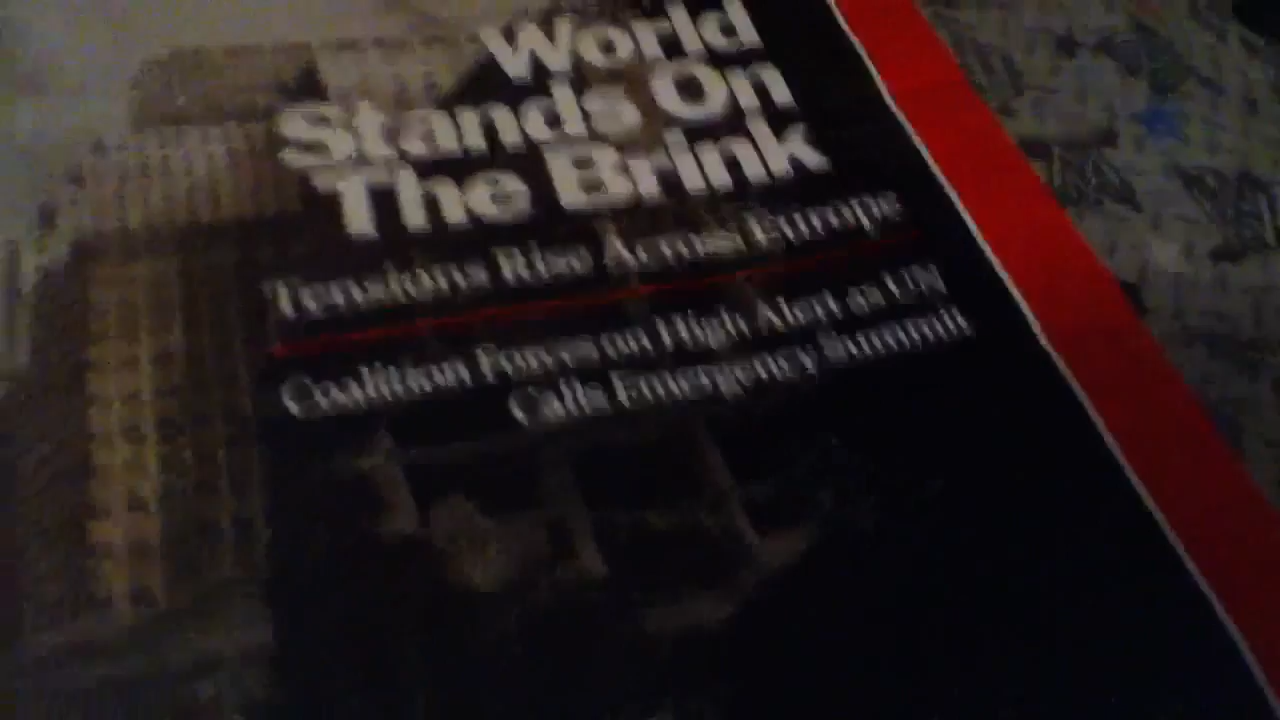 World
Stands On
The Brink
Tensions Rise Across Europe
Coalition Forces on High Alert as UN
Calls Emergency Summit